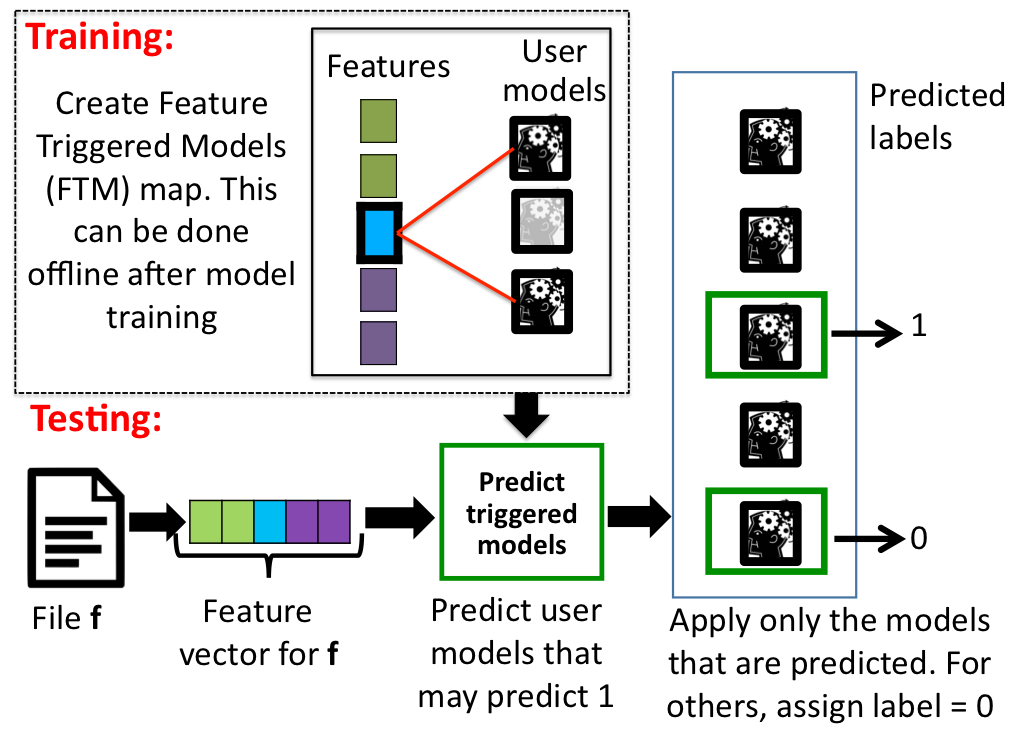 Training:
Create Feature
Triggered Models
(FTM) map. This
can be done
offline after model
training
Features
User
models
Predicted
labels
1
0
Testing:
File f
Feature
vector for f
Predict
triggered
models
Predict user
models that
may predict 1
Apply only the models
that are predicted. For
others, assign label = 0